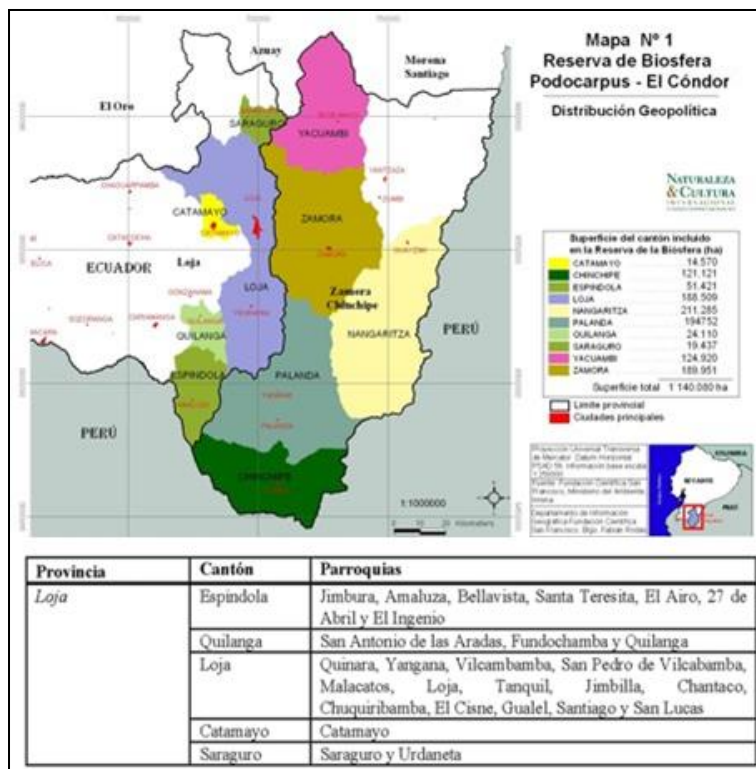 Mapa Nº 1
Reserva de Biosfera
Podocarpus - El Cóndor
Distribución Geopolítica
NATURALEZA
& CULTURA
INTERNACIONAL
Azuay
Morona
Santiago
El Oro
SARAGURO
YACUAMBI
CATAMAYO
ZAMORA
ECUADOR
Loja
LOJA
Zamora
Chinchipe
NANGARITZA
PERÚ
QUILANGA
ESPINDOLA
PALANDA
PERÚ
CHINCHIPE
1:1000000
Superficie del cantón incluido
en la Reserva de la Biósfera (ha)
CATAMAYO 14.570
CHINCHIPE 121.121
ESPINDOLA 51.421
LOJA 188.509
NANGARITZA 211.285
PALANDA 194752
QUILANGA 24.110
SARAGURO 19.437
YACUAMBI 124.920
ZAMORA 189.951
Superficie total 1 140.080 ha
Limite provincial
Ciudades principales
Provincia Cantón Parroquias
Loja Espindola Jimbura, Amaluza, Bellavista, Santa Teresita, El Airo, 27 de
Abril y El Ingenio
Quilanga San Antonio de las Aradas, Fundochamba y Quilanga
Loja Quinara, Yangana, Vilcambamba, San Pedro de Vilcabamba,
Malacatos, Loja, Tanquil, Jimbilla, Chantaco,
Chuquiribamba, El Cisne, Gualel, Santiago y San Lucas
Catamayo Catamayo
Saraguro Saraguro y Urdaneta